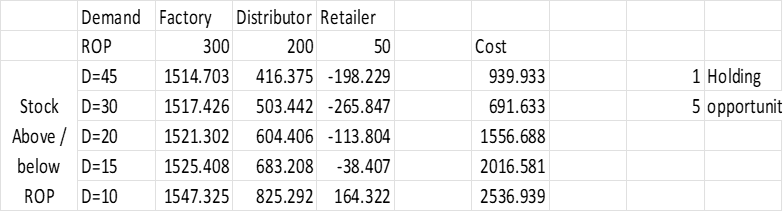 Demand Factory Distributor Retailer
ROP 300 200 50 Cost
D=45 1514.703 416.375 -198.229 939.933 1 Holding
Stock D=30 1517.426 503.442 -265.847 691.633 5 opportunit
Above / D=20 1521.302 604.406 -113.804 1556.688
below D=15 1525.408 683.208 -38.407 2016.581
ROP D=10 1547.325 825.292 164.322 2536.939